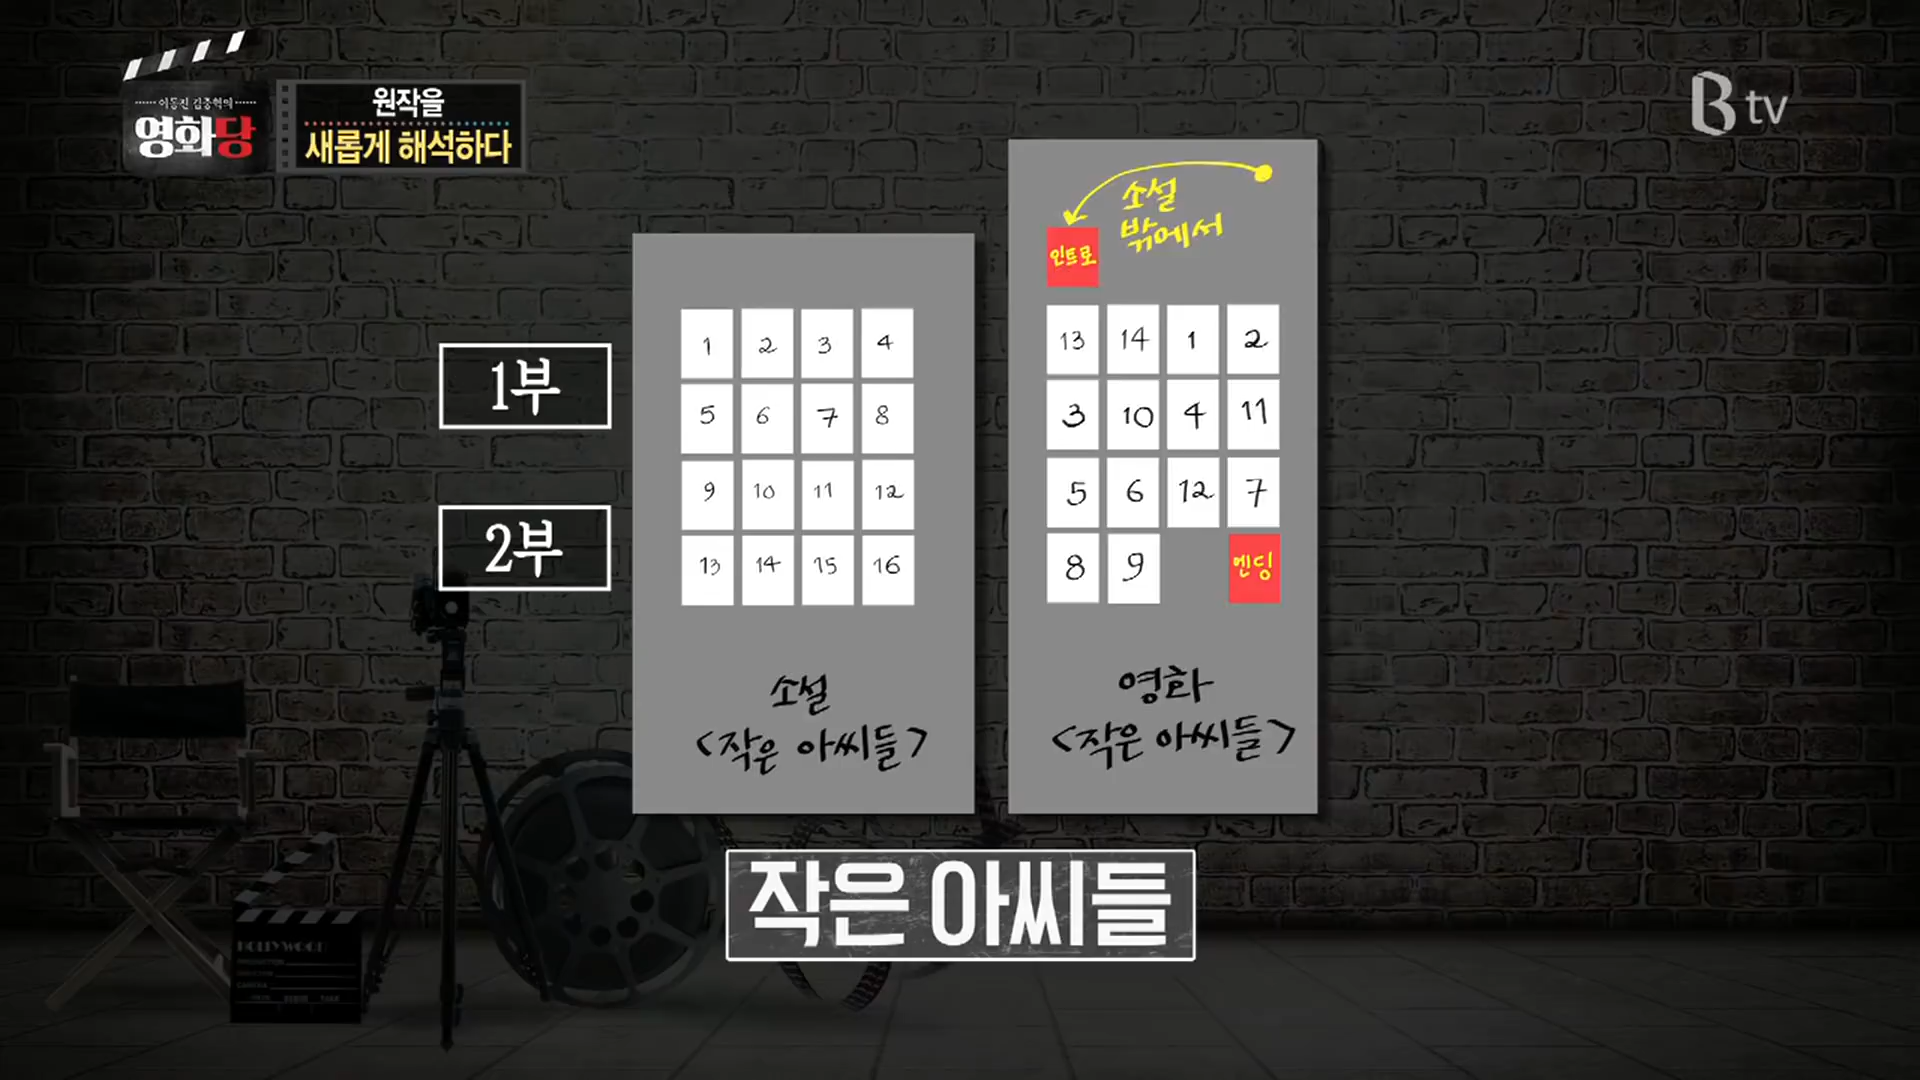 이동진 김중혁의
영화당
원작을
새롭게 해석하다
B tv
1부
2부
1 2 3 4
5 6 7 8
9 10 11 12
13 14 15 16
소설
<작은 아씨들>
소설
밖에서
인트로
13 14 1 2
3 10 4 11
5 6 12 7
8 9 엔딩
영화
<작은 아씨들>
작은 아씨들
HOLLYWOOD